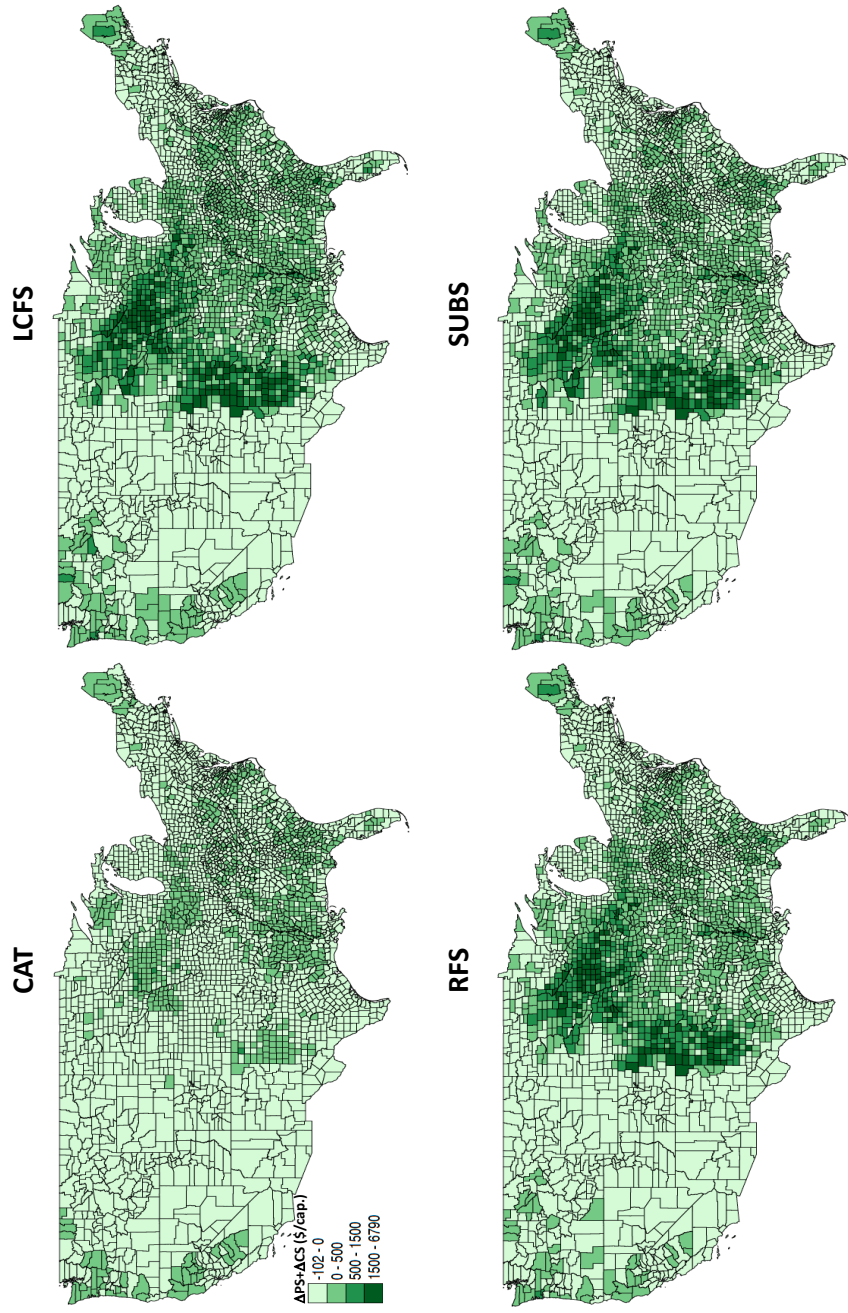 CAT
LCFS
ΔPS+ΔCS ($/cap.)
-102 - 0
0 - 500
500 - 1500
1500 - 6790
RFS
SUBS